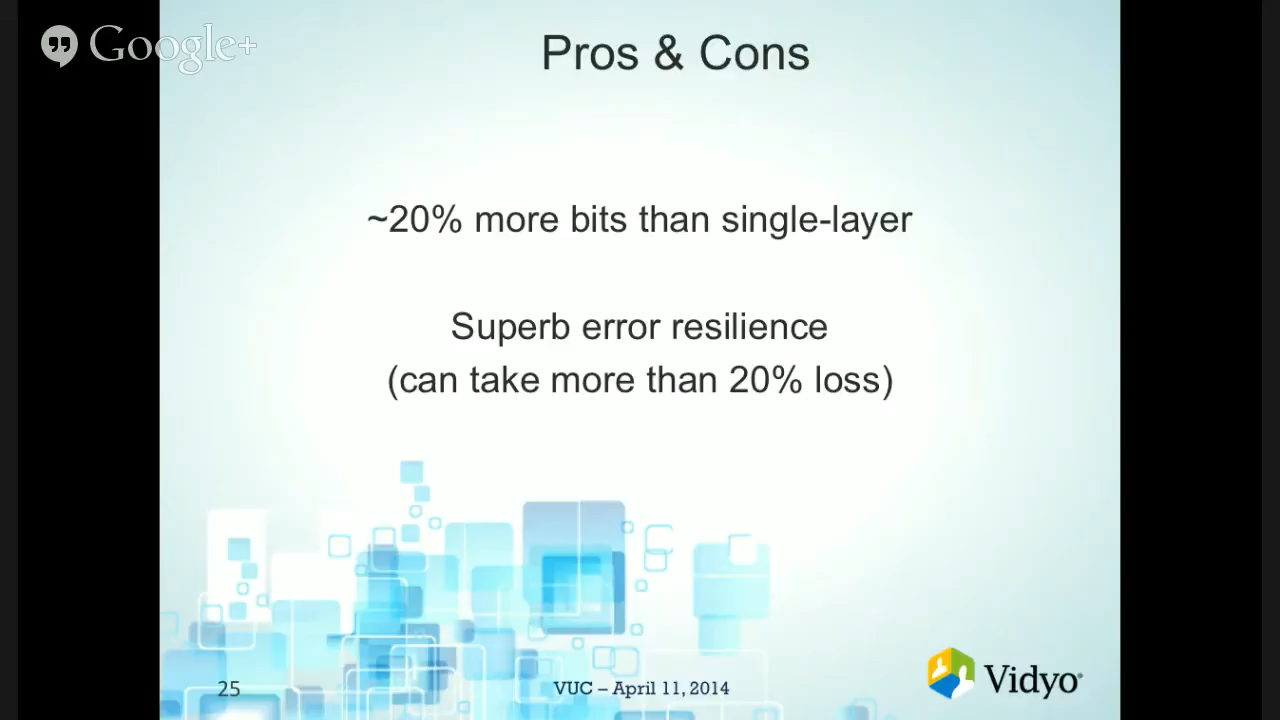 Google+
Pros & Cons
~20% more bits than single-layer
Superb error resilience
(can take more than 20% loss)
25
VUC – April 11, 2014
Vidyo